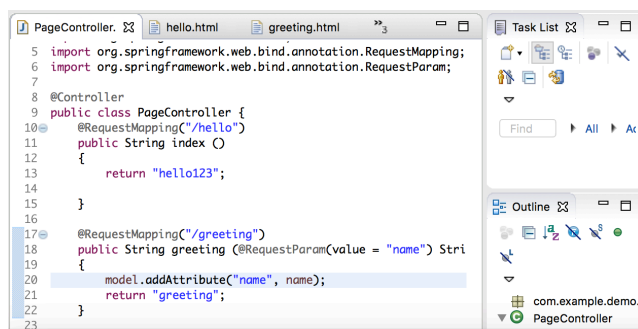 PageController.
hello.html
greeting.html
»3
Task List
5 import org.springframework.web.bind.annotation.RequestMapping;
6 import org.springframework.web.bind.annotation.RequestParam;
7
8 @Controller
9 public class PageController {
10 @RequestMapping("/hello")
11 public String index ()
12 {
13 return "hello123";
14
15 }
16
17 @RequestMapping("/greeting")
18 public String greeting (@RequestParam(value = "name") Stri
19 {
20 model.addAttribute("name", name);
21 return "greeting";
22 }
23
Find
All
Ac
Outline
com.example.demo.
PageController